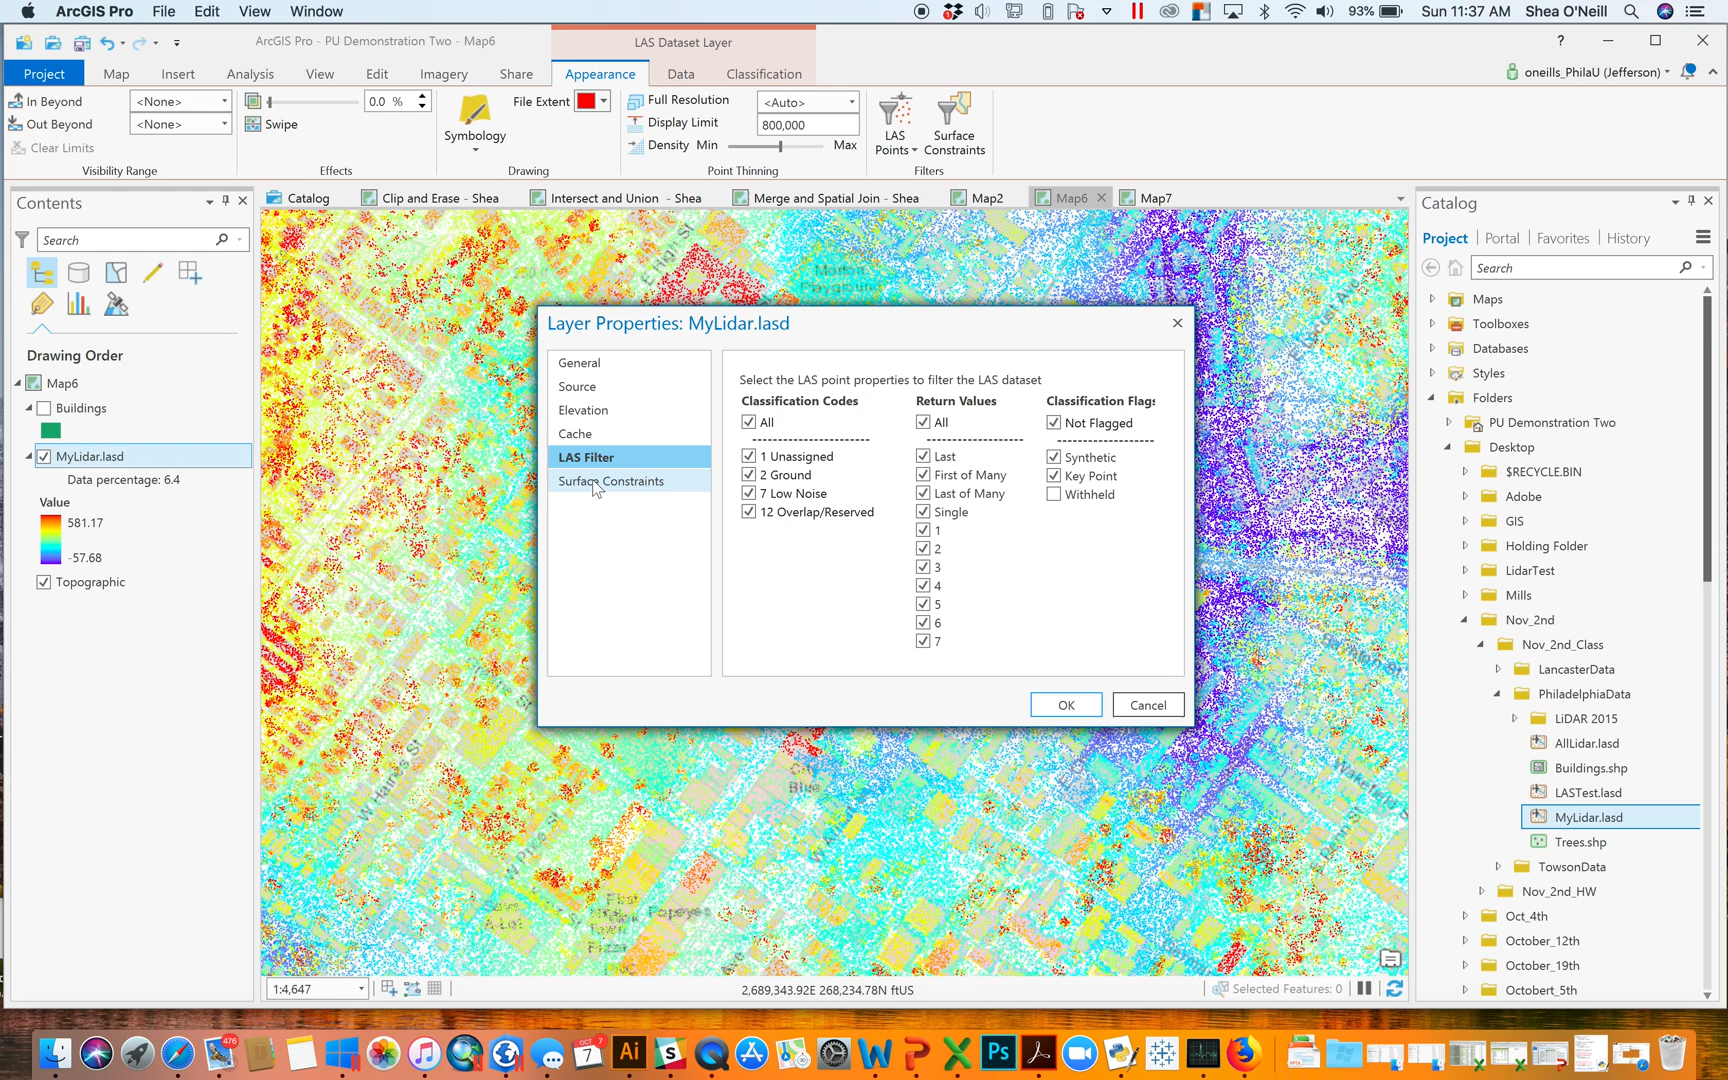 ArcGIS Pro File Edit View Window
93% Sun 11:37 AM Shea O'Neill
ArcGIS Pro - PU Demonstration Two - Map6
LAS Dataset Layer
?
Project Map Insert Analysis View Edit Imagery Share Appearance Data Classification
oneills_PhilaU (Jefferson)
In Beyond <None>
Out Beyond <None>
Clear Limits
Visibility Range
0.0 %
Swipe
Effects
Symbology
File Extent
Drawing
Full Resolution <Auto>
Display Limit 800,000
Density Min Max
Point Thinning
LAS Points
Surface Constraints
Filters
Contents
Search
Drawing Order
Map6
Buildings
MyLidar.lasd
Data percentage: 6.4
Value
581.17
-57.68
Topographic
Catalog Clip and Erase - Shea Intersect and Union - Shea Merge and Spatial Join - Shea Map2 Map6 Map7
Layer Properties: MyLidar.lasd
General
Source
Elevation
Cache
LAS Filter
Surface Constraints
Select the LAS point properties to filter the LAS dataset
Classification Codes
All
1 Unassigned
2 Ground
7 Low Noise
12 Overlap/Reserved
Return Values
All
Last
First of Many
Last of Many
Single
1
2
3
4
5
6
7
Classification Flags
Not Flagged
Synthetic
Key Point
Withheld
OK Cancel
Popeyes
Pizza
1:4,647
2,689,343.92E 268,234.78N ftUS
Selected Features: 0
Catalog
Project Portal Favorites History
Search
Maps
Toolboxes
Databases
Styles
Folders
PU Demonstration Two
Desktop
$RECYCLE.BIN
Adobe
GIS
Holding Folder
LidarTest
Mills
Nov_2nd
Nov_2nd_Class
LancasterData
PhiladelphiaData
LiDAR 2015
AllLidar.lasd
Buildings.shp
LASTest.lasd
MyLidar.lasd
Trees.shp
TowsonData
Nov_2nd_HW
Oct_4th
October_12th
October_19th
Octobert_5th
476
OCT
7
Ai
Ps